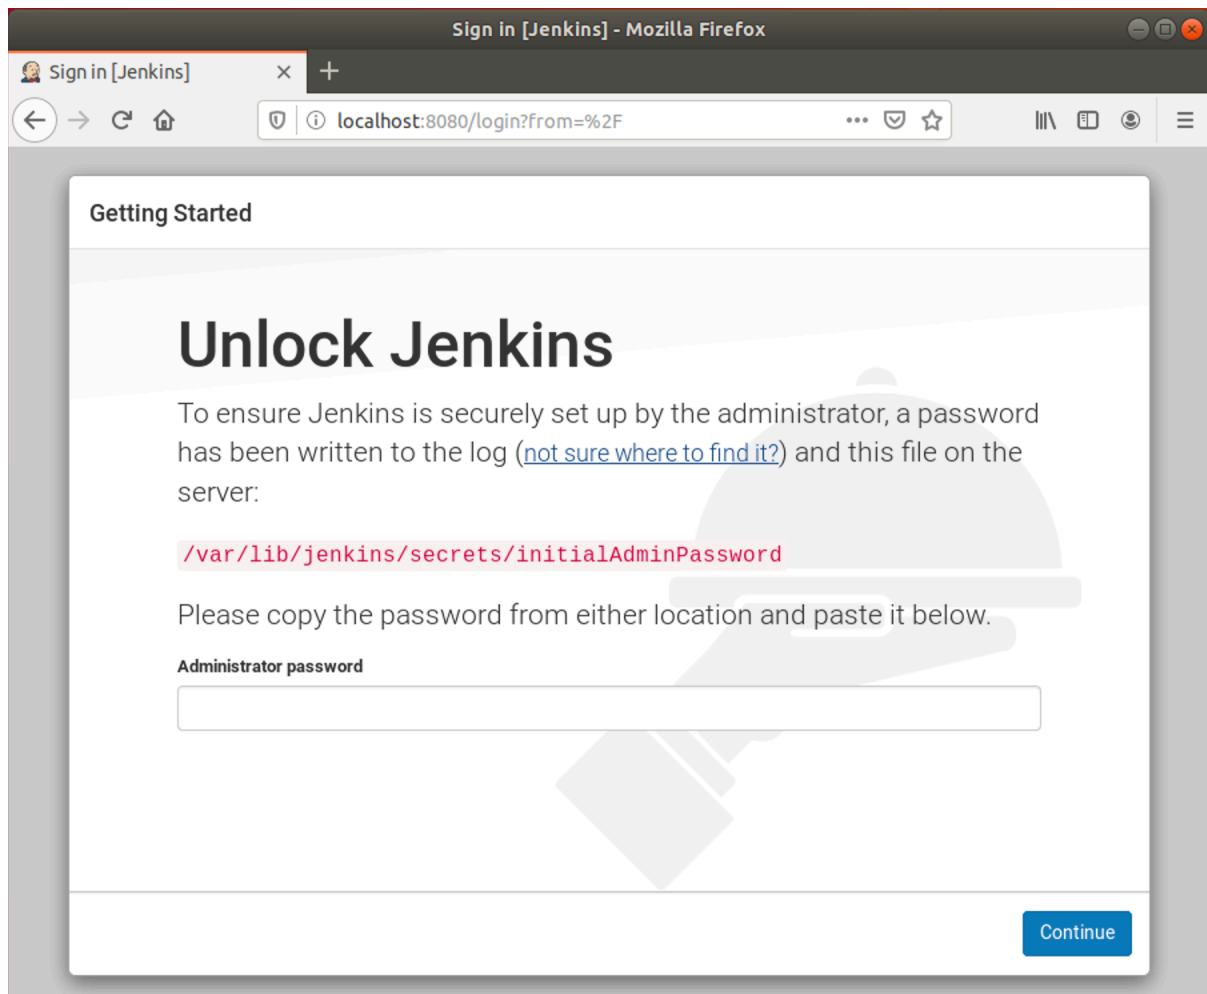 Sign in [Jenkins] - Mozilla Firefox
Sign in [Jenkins]
localhost:8080/login?from=%2F
Getting Started
Unlock Jenkins
To ensure Jenkins is securely set up by the administrator, a password
has been written to the log (not sure where to find it?) and this file on the
server:
/var/lib/jenkins/secrets/initialAdminPassword
Please copy the password from either location and paste it below.
Administrator password
Continue